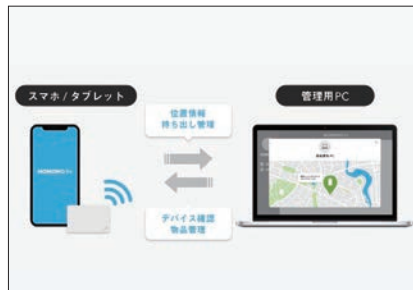 スマホ / タブレット
管理用PC
位置情報
持ち出し管理
デバイス確認
物品管理